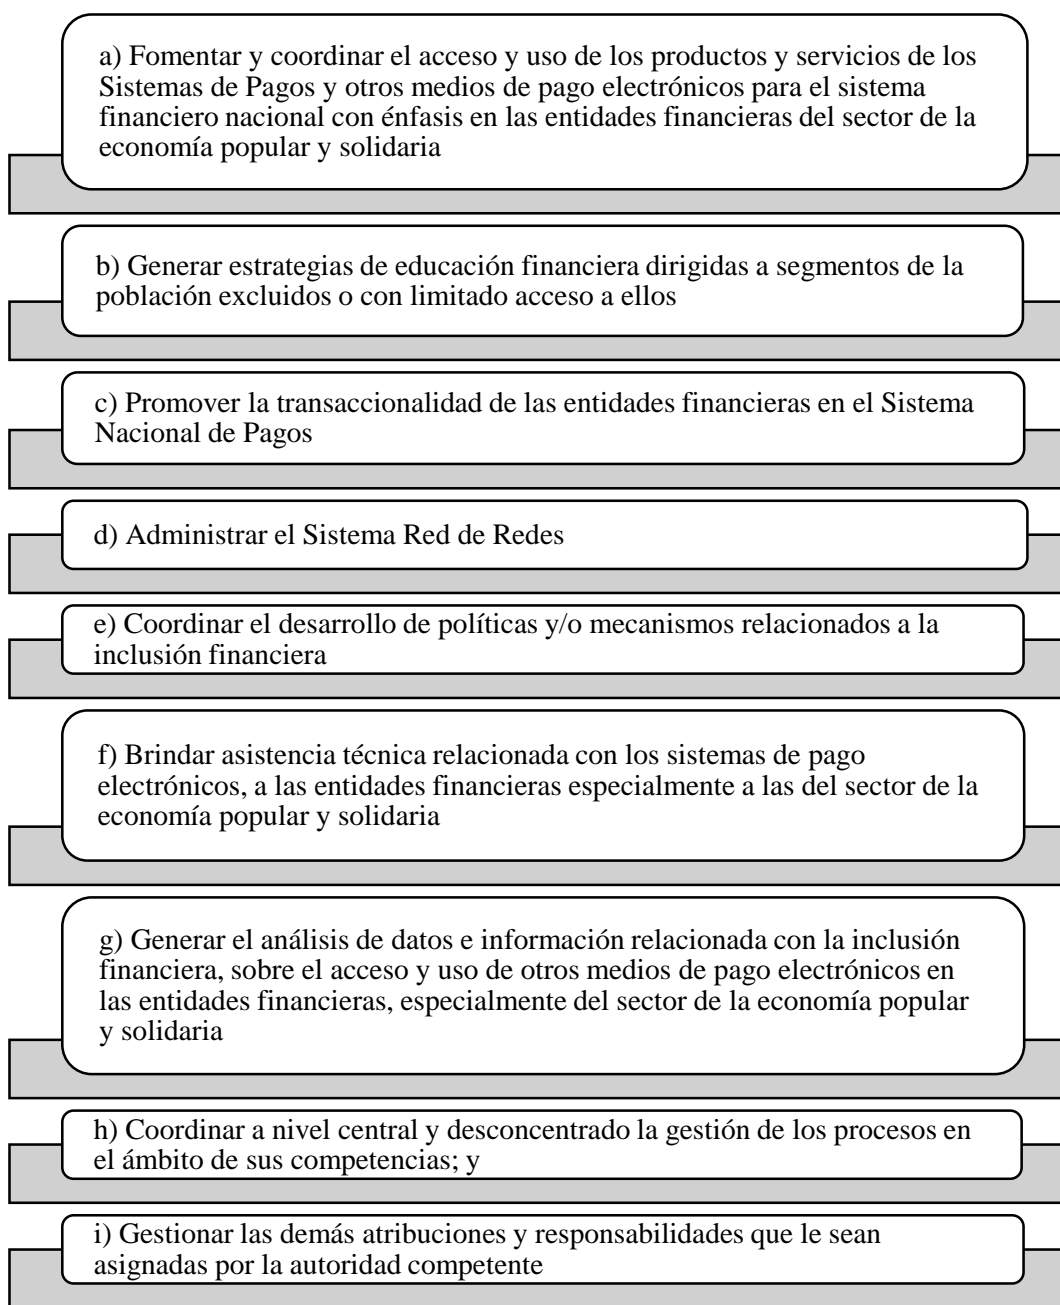 a) Fomentar y coordinar el acceso y uso de los productos y servicios de los
Sistemas de Pagos y otros medios de pago electrónicos para el sistema
financiero nacional con énfasis en las entidades financieras del sector de la
economía popular y solidaria
b) Generar estrategias de educación financiera dirigidas a segmentos de la
población excluidos o con limitado acceso a ellos
c) Promover la transaccionalidad de las entidades financieras en el Sistema
Nacional de Pagos
d) Administrar el Sistema Red de Redes
e) Coordinar el desarrollo de políticas y/o mecanismos relacionados a la
inclusión financiera
f) Brindar asistencia técnica relacionada con los sistemas de pago
electrónicos, a las entidades financieras especialmente a las del sector de la
economía popular y solidaria
g) Generar el análisis de datos e información relacionada con la inclusión
financiera, sobre el acceso y uso de otros medios de pago electrónicos en
las entidades financieras, especialmente del sector de la economía popular
y solidaria
h) Coordinar a nivel central y desconcentrado la gestión de los procesos en
el ámbito de sus competencias; y
i) Gestionar las demás atribuciones y responsabilidades que le sean
asignadas por la autoridad competente